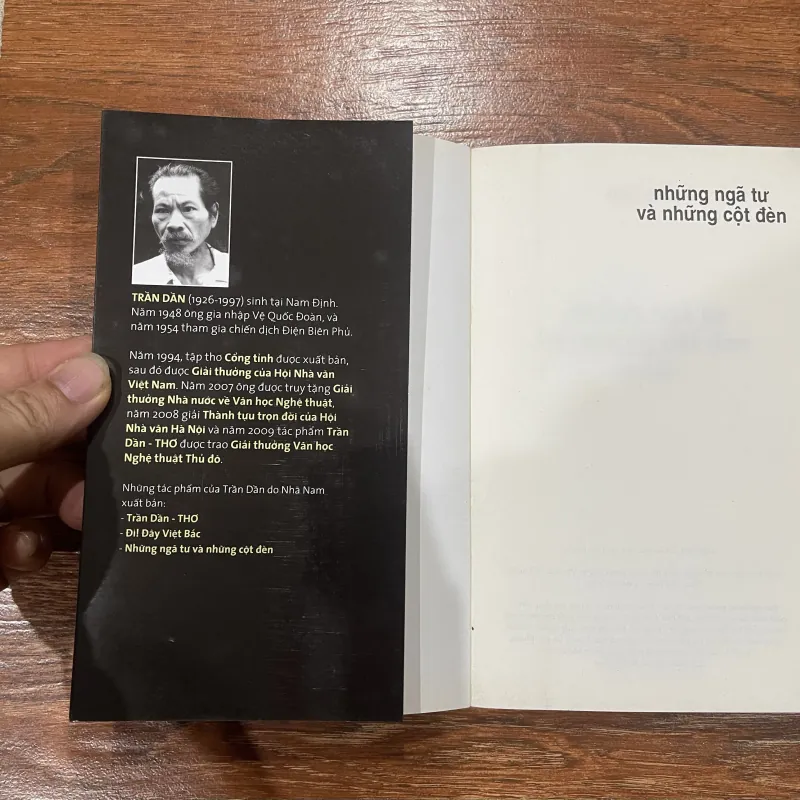 TRẦN DẦN (1926-1997) sinh tại Nam Định.
Năm 1948 ông gia nhập Vệ Quốc Đoàn, và
năm 1954 tham gia chiến dịch Điện Biên Phủ.
Năm 1994, tập thơ Cổng tỉnh được xuất bản,
sau đó được Giải thưởng của Hội Nhà văn
Việt Nam. Năm 2007 ông được truy tặng Giải
thưởng Nhà nước về Văn học Nghệ thuật,
năm 2008 giải Thành tựu trọn đời của Hội
Nhà văn Hà Nội và năm 2009 tác phẩm Trần
Dần - THƠ được trao Giải thưởng Văn học
Nghệ thuật Thủ đô.
Những tác phẩm của Trần Dần do Nhã Nam
xuất bản:
- Trần Dần - THƠ
- Đi! Đây Việt Bắc
- Những ngã tư và những cột đèn
những ngã tư
và những cột đèn